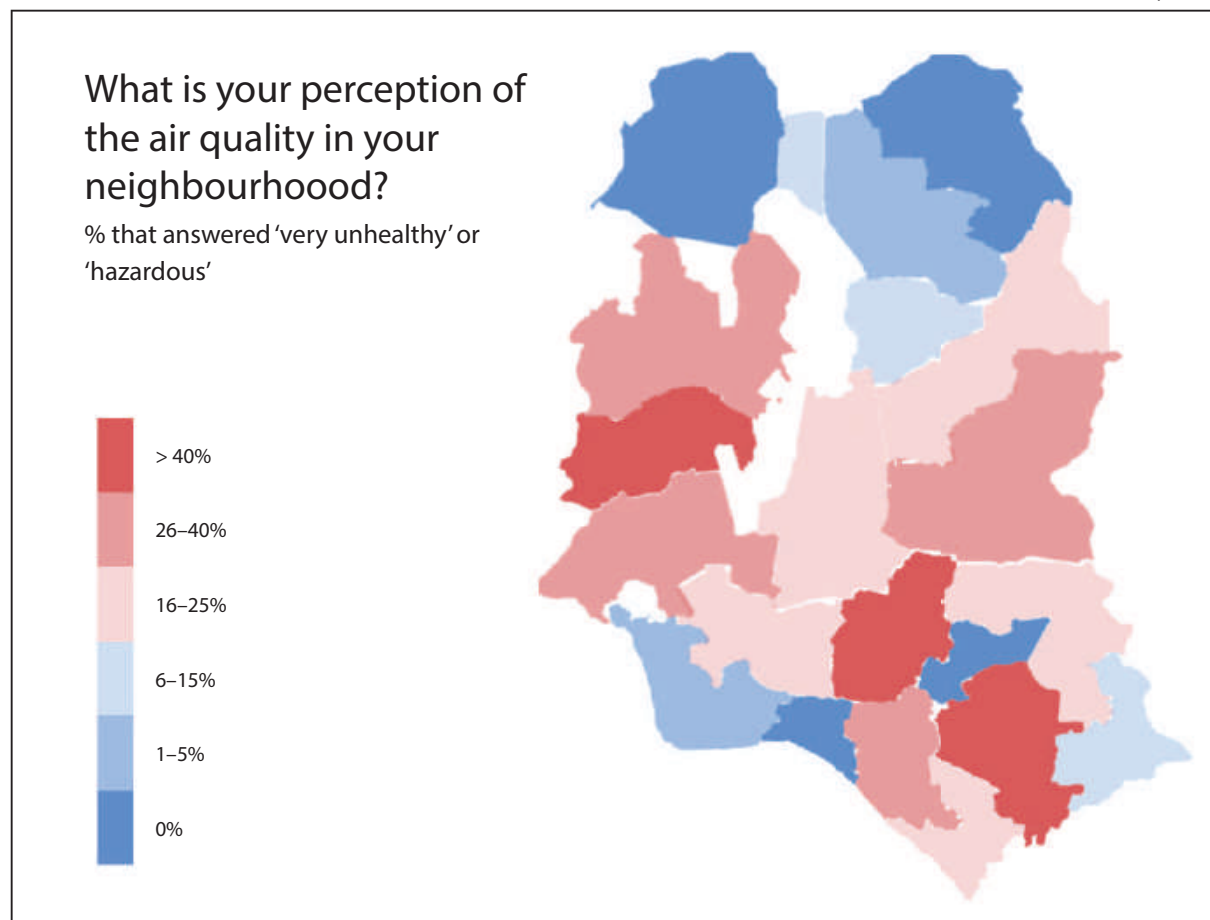 What is your perception of
the air quality in your
neighbourhoood?
% that answered ‘very unhealthy’ or
‘hazardous’
> 40%
26–40%
16–25%
6–15%
1–5%
0%